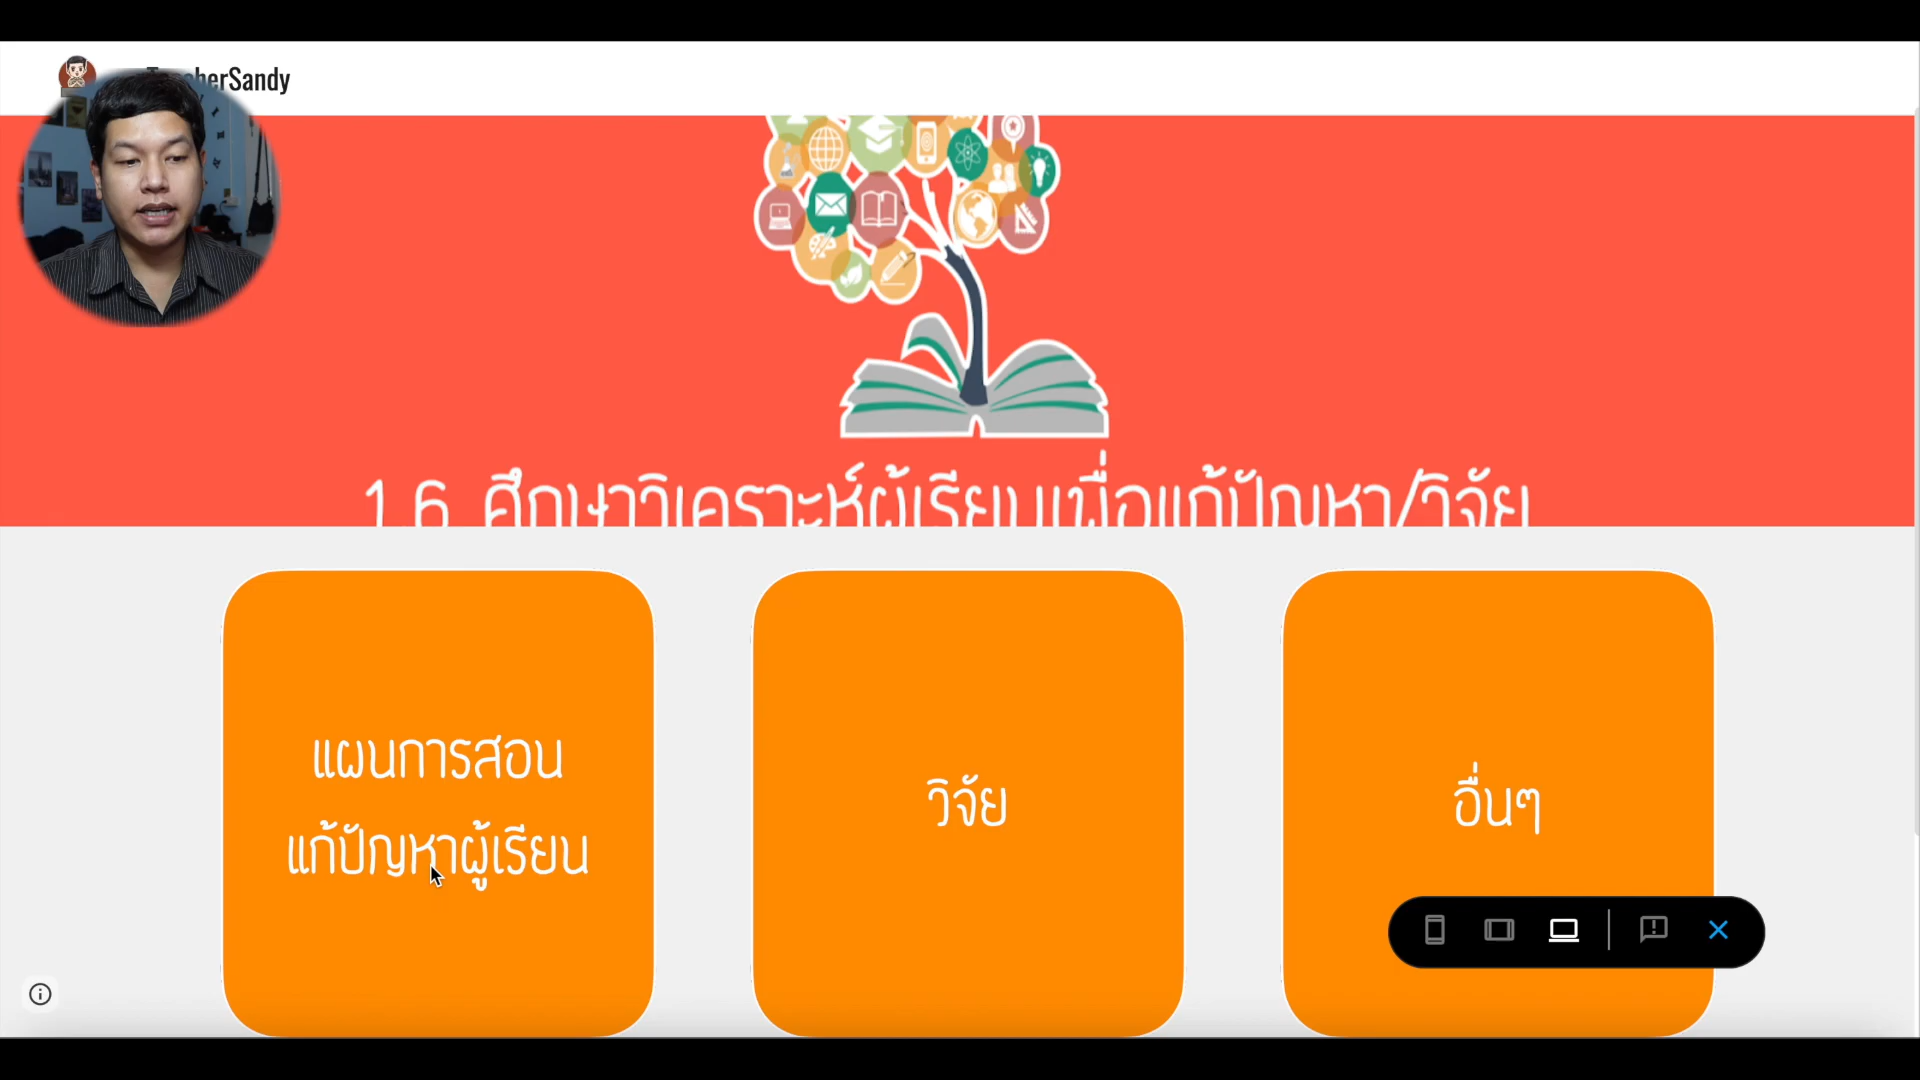 TeacherSandy
1.6 ศึกษาวิเคราะห์ผู้เรียนเพื่อแก้ปัญหา/วิจัย
แผนการสอน
แก้ปัญหาผู้เรียน
วิจัย
อื่นๆ